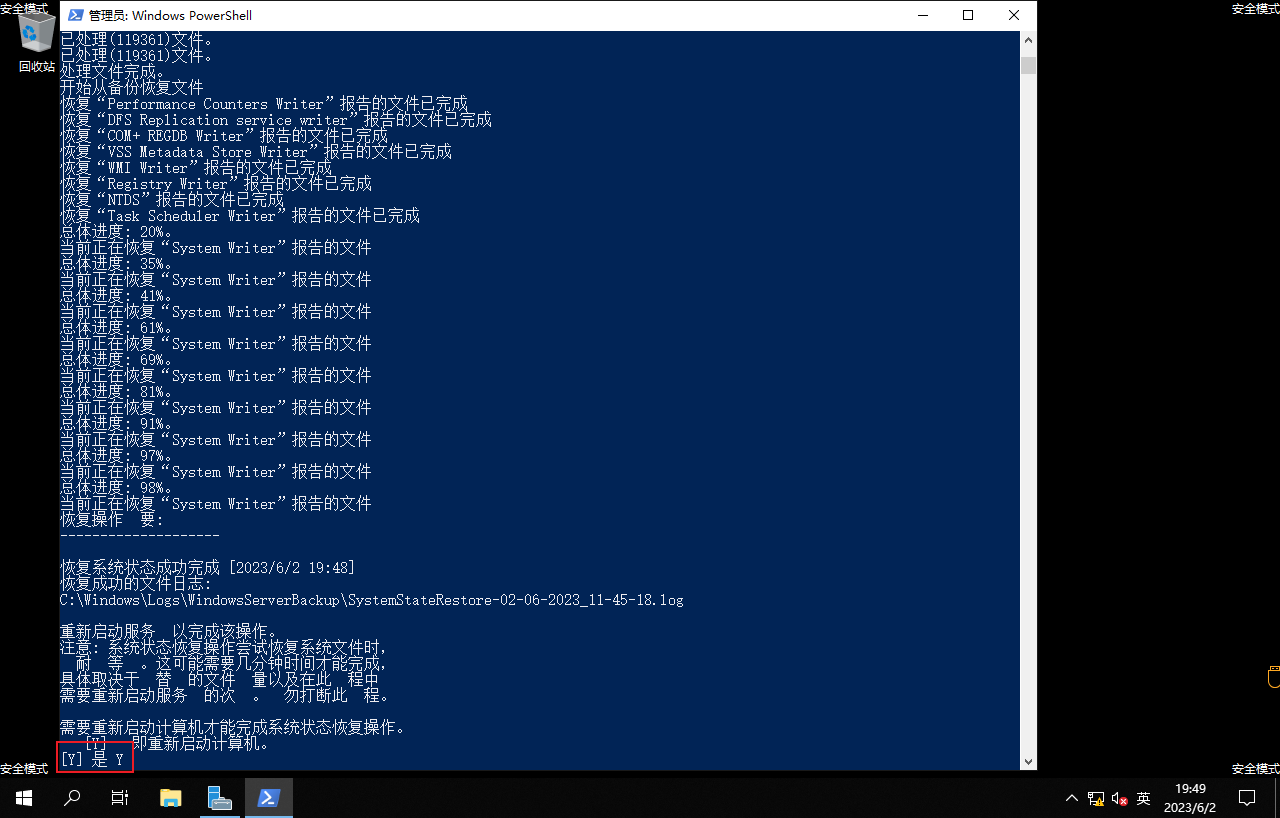 安全模式
安全模式
回收站
管理员: Windows PowerShell
已处理(119361)文件。
已处理(119361)文件。
处理文件完成。
开始从备份恢复文件
恢复“Performance Counters Writer”报告的文件已完成
恢复“DFS Replication service writer”报告的文件已完成
恢复“COM+ REGDB Writer”报告的文件已完成
恢复“VSS Metadata Store Writer”报告的文件已完成
恢复“WMI Writer”报告的文件已完成
恢复“Registry Writer”报告的文件已完成
恢复“NTDS”报告的文件已完成
恢复“Task Scheduler Writer”报告的文件已完成
总体进度: 20%。
当前正在恢复“System Writer”报告的文件
总体进度: 35%。
当前正在恢复“System Writer”报告的文件
总体进度: 41%。
当前正在恢复“System Writer”报告的文件
总体进度: 61%。
当前正在恢复“System Writer”报告的文件
总体进度: 69%。
当前正在恢复“System Writer”报告的文件
总体进度: 81%。
当前正在恢复“System Writer”报告的文件
总体进度: 91%。
当前正在恢复“System Writer”报告的文件
总体进度: 97%。
当前正在恢复“System Writer”报告的文件
总体进度: 98%。
当前正在恢复“System Writer”报告的文件
恢复操作 要:
--------------------
恢复系统状态成功完成 [2023/6/2 19:48]
恢复成功的文件日志:
C:\Windows\Logs\WindowsServerBackup\SystemStateRestore-02-06-2023_11-45-18.log
重新启动服务 以完成该操作。
注意: 系统状态恢复操作尝试恢复系统文件时,
耐 等 。这可能需要几分钟时间才能完成,
具体取决于 替 的文件 量以及在此 程中
需要重新启动服务 的次 。 勿打断此 程。
需要重新启动计算机才能完成系统状态恢复操作。
[Y] 即重新启动计算机。
[Y] 是 Y
安全模式
安全模式
英
19:49
2023/6/2